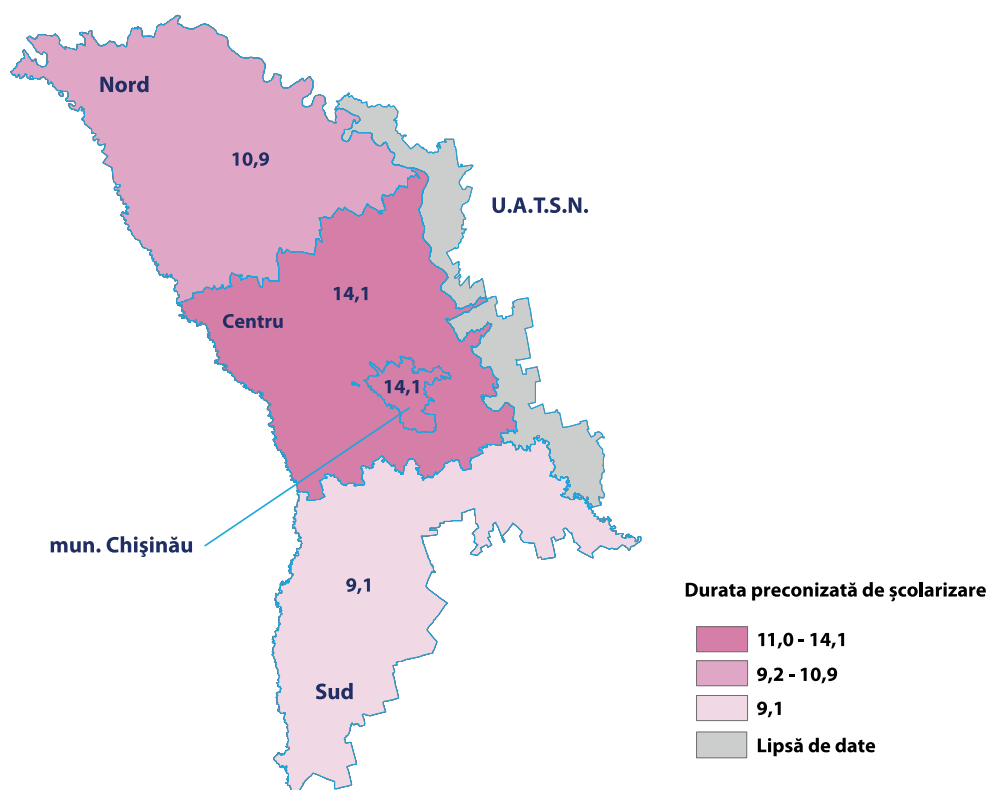 Nord
10,9
U.A.T.S.N.
14,1
Centru
14,1
mun. Chişinău
9,1
Sud
Durata preconizată de școlarizare
11,0 - 14,1
9,2 - 10,9
9,1
Lipsă de date